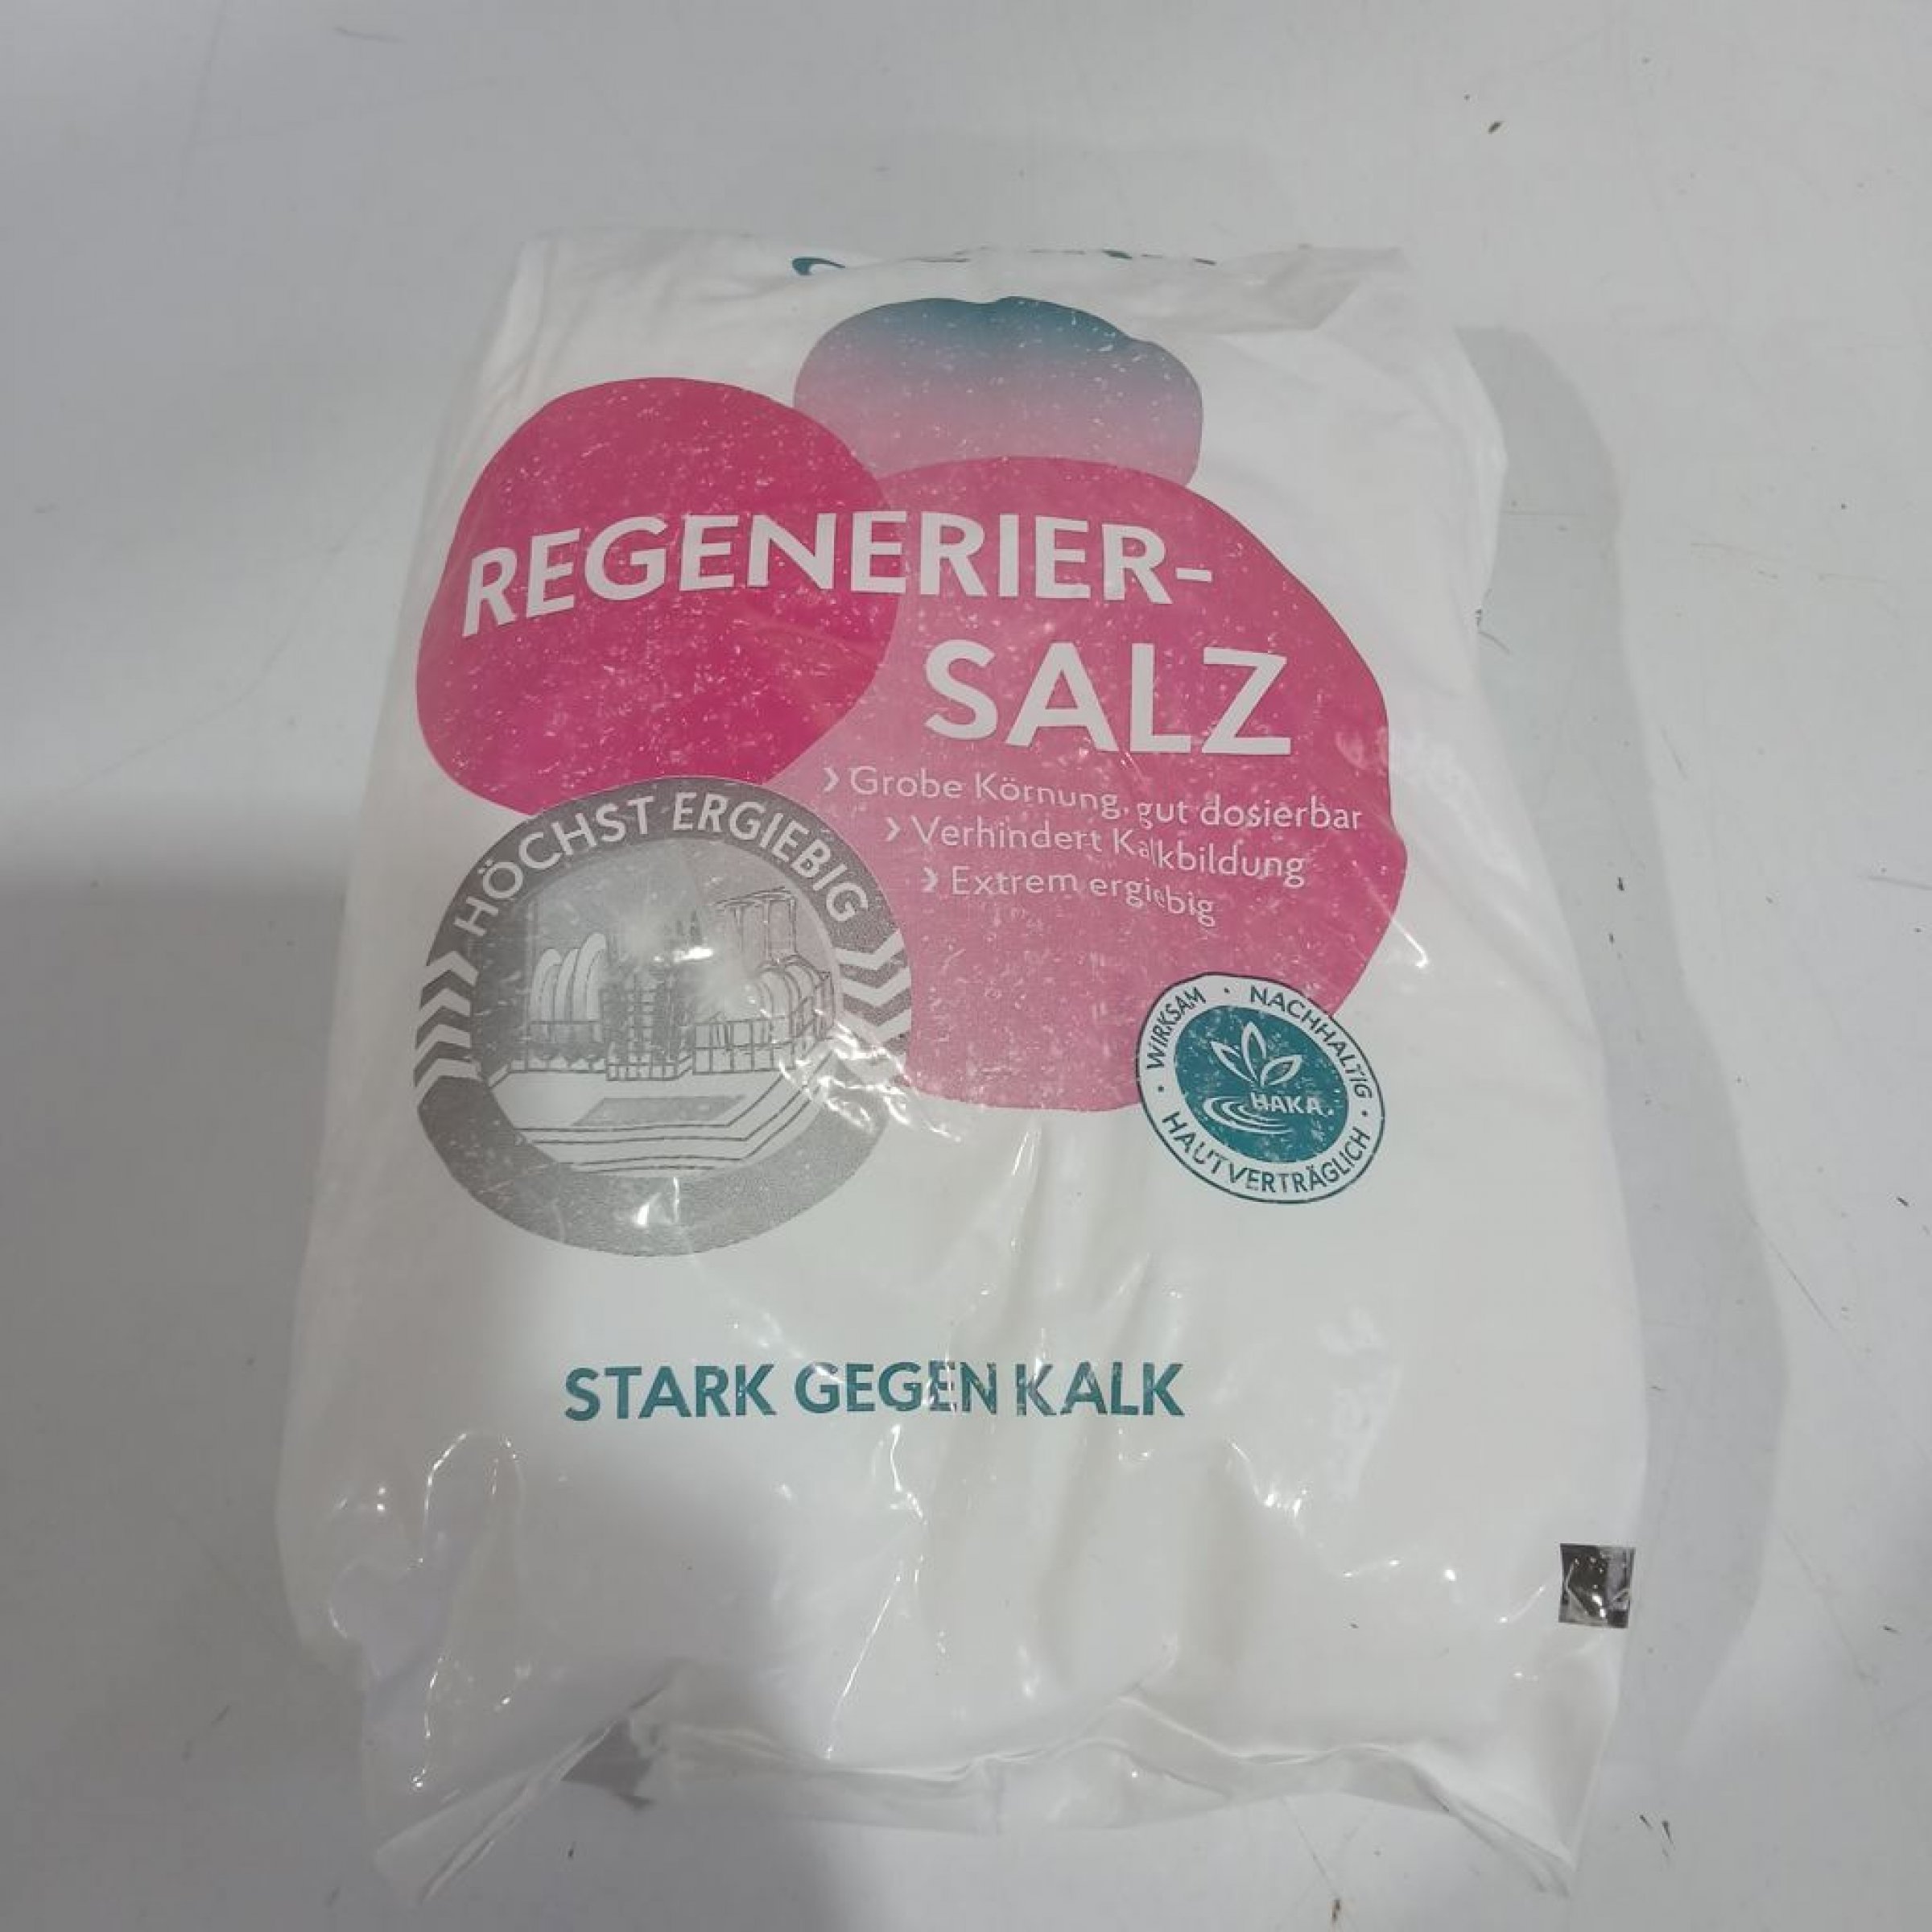 REGENERIER-
SALZ
› Grobe Körnung, gut dosierbar
› Verhindert Kalkbildung
› Extrem ergiebig
HÖCHST ERGIEBIG
WIRKSAM · NACHHALTIG · HAUTVERTRÄGLICH ·
HAKA
STARK GEGEN KALK